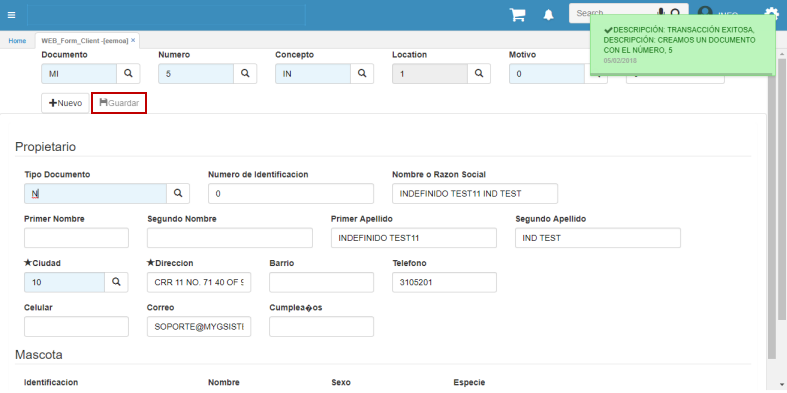 Search
INFO
Home WEB_Form_Client -[eemoa] ×
✔DESCRIPCIÓN: TRANSACCIÓN EXITOSA,
DESCRIPCIÓN: CREAMOS UN DOCUMENTO
CON EL NÚMERO, 5
05/02/2018
Documento Numero Concepto Location Motivo
MI 5 IN 1 0
+Nuevo Guardar
Propietario
Tipo Documento Numero de Identificacion Nombre o Razon Social
N 0 INDEFINIDO TEST11 IND TEST
Primer Nombre Segundo Nombre Primer Apellido Segundo Apellido
INDEFINIDO TEST11 IND TEST
★Ciudad ★Direccion Barrio Telefono
10 CRR 11 NO. 71 40 OF 3105201
Celular Correo Cumplea�os
SOPORTE@MYGSISTI
Mascota
Identificacion Nombre Sexo Especie